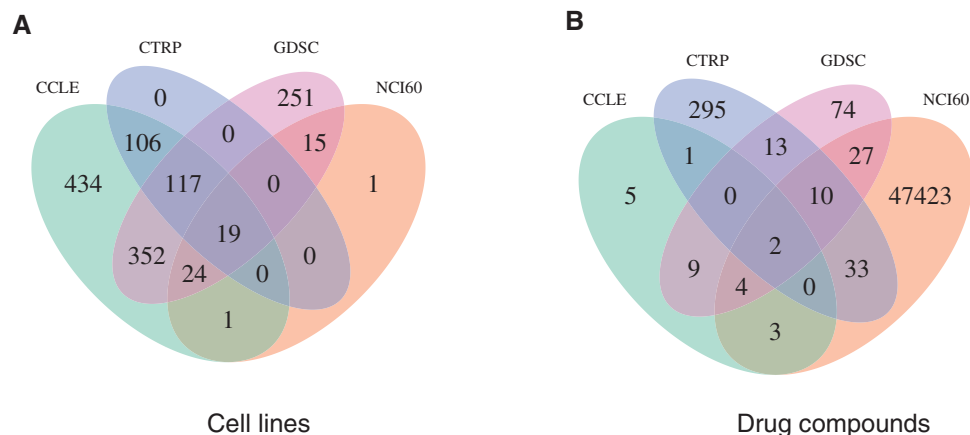 A
CTRP GDSC
CCLE NCI60
0 251
106 0 15
434 117 0 1
19
352 24 0 0
1
Cell lines
B
CTRP GDSC
CCLE NCI60
295 74
1 13 27
5 0 10 47423
2
9 4 0 33
3
Drug compounds